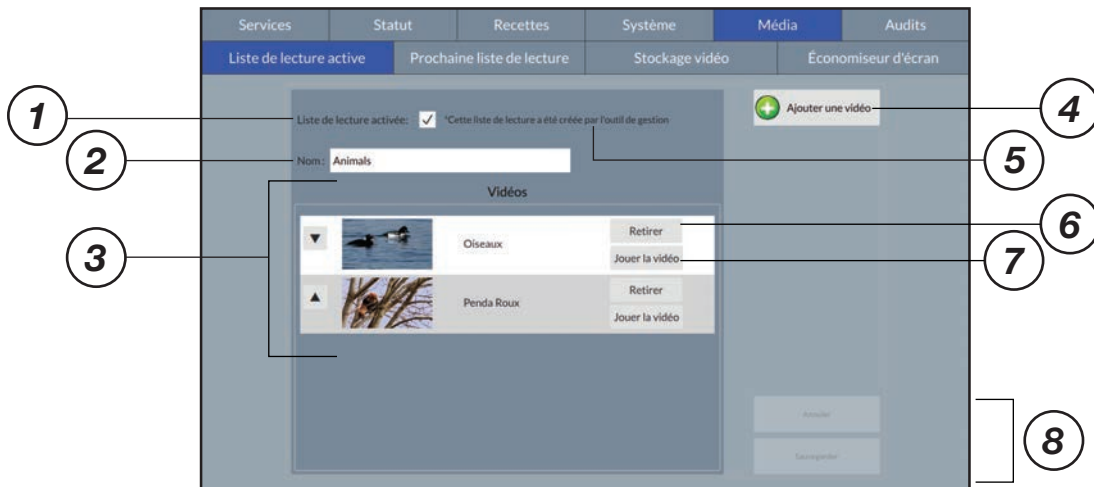 Services Statut Recettes Système Média Audits
Liste de lecture active Prochaine liste de lecture Stockage vidéo Économiseur d'écran
1
Liste de lecture activée: ✓ *Cette liste de lecture a été créée par l'outil de gestion
Ajouter une vidéo
4
2
Nom: Animals
5
Vidéos
3
▼
Oiseaux
Retirer
6
Jouer la vidéo
7
▲
Penda Roux
Retirer
Jouer la vidéo
Annuler
Sauvegarder
8